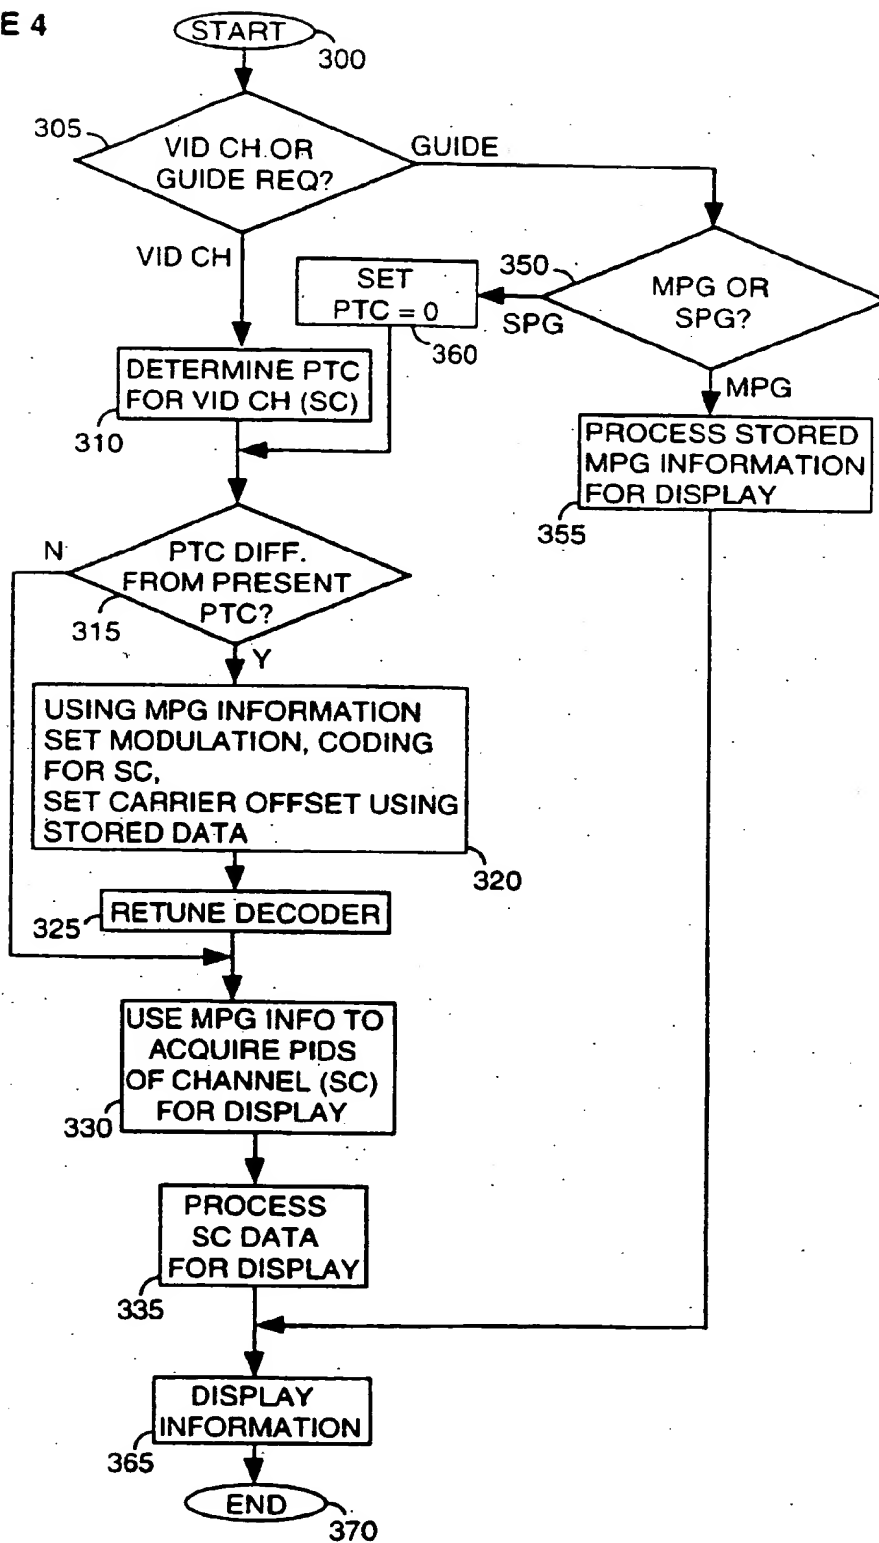 E 4
START
300
305
VID CH OR
GUIDE REQ?
GUIDE
VID CH
350
MPG OR
SPG?
SET
PTC = 0
SPG
360
MPG
DETERMINE PTC
FOR VID CH (SC)
310
PROCESS STORED
MPG INFORMATION
FOR DISPLAY
355
N
PTC DIFF.
FROM PRESENT
PTC?
315
Y
USING MPG INFORMATION
SET MODULATION, CODING
FOR SC,
SET CARRIER OFFSET USING
STORED DATA
320
325
RETUNE DECODER
USE MPG INFO TO
ACQUIRE PIDS
OF CHANNEL (SC)
FOR DISPLAY
330
PROCESS
SC DATA
FOR DISPLAY
335
DISPLAY
INFORMATION
365
END
370